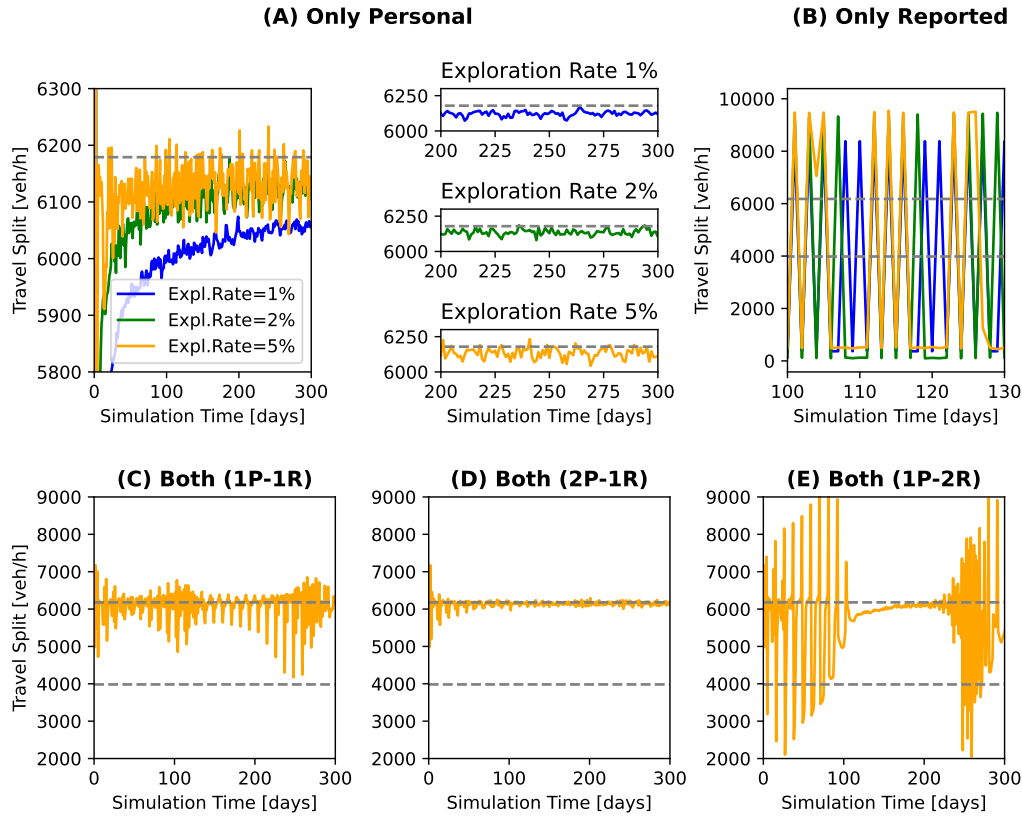 (A) Only Personal
(B) Only Reported
6300
6200
6100
6000
5900
5800
Travel Split [veh/h]
Expl.Rate=1%
Expl.Rate=2%
Expl.Rate=5%
0 100 200 300
Simulation Time [days]
Exploration Rate 1%
6250
6000
200 225 250 275 300
Exploration Rate 2%
6250
6000
200 225 250 275 300
Exploration Rate 5%
6250
6000
200 225 250 275 300
Simulation Time [days]
10000
8000
6000
4000
2000
0
Travel Split [veh/h]
100 110 120 130
Simulation Time [days]
(C) Both (1P-1R)
9000
8000
7000
6000
5000
4000
3000
2000
Travel Split [veh/h]
0 100 200 300
Simulation Time [days]
(D) Both (2P-1R)
9000
8000
7000
6000
5000
4000
3000
2000
0 100 200 300
Simulation Time [days]
(E) Both (1P-2R)
9000
8000
7000
6000
5000
4000
3000
2000
0 100 200 300
Simulation Time [days]